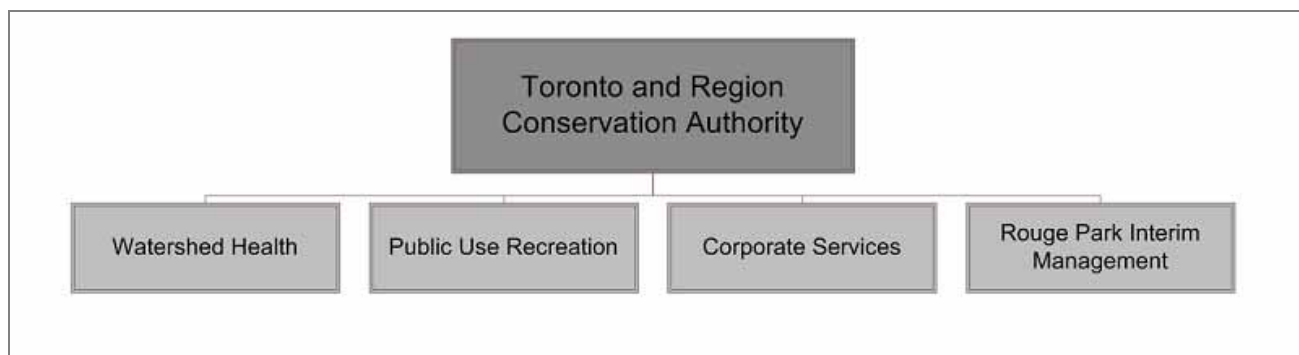 Toronto and Region
Conservation Authority
Watershed Health
Public Use Recreation
Corporate Services
Rouge Park Interim
Management